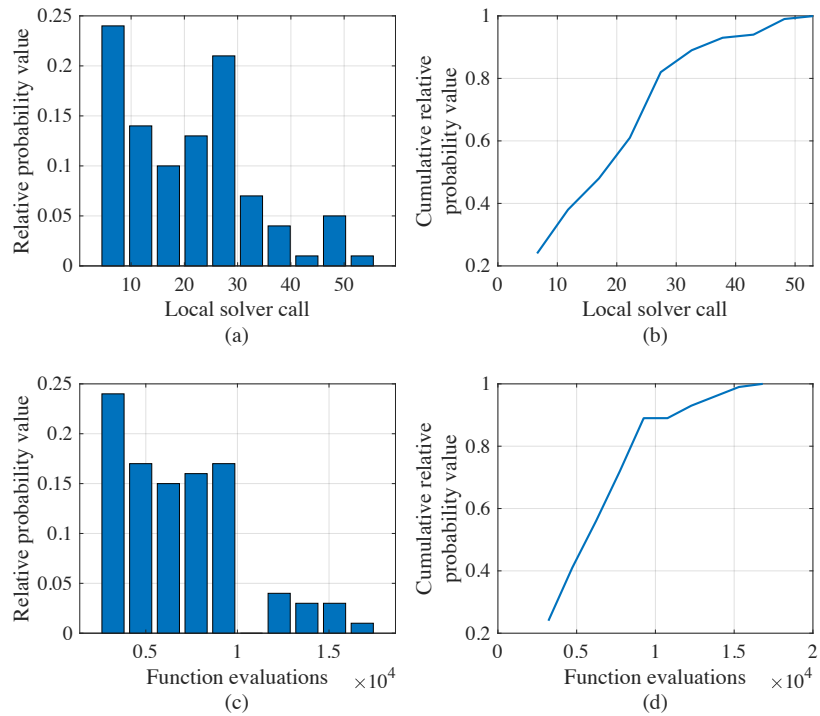 0.25
0.2
0.15
0.1
0.05
0
Relative probability value
10 20 30 40 50
Local solver call
(a)
1
0.8
0.6
0.4
0.2
Cumulative relative
probability value
0 10 20 30 40 50
Local solver call
(b)
0.25
0.2
0.15
0.1
0.05
0
Relative probability value
0.5 1 1.5
Function evaluations ×10⁴
(c)
1
0.8
0.6
0.4
0.2
Cumulative relative
probability value
0 0.5 1 1.5 2
Function evaluations ×10⁴
(d)